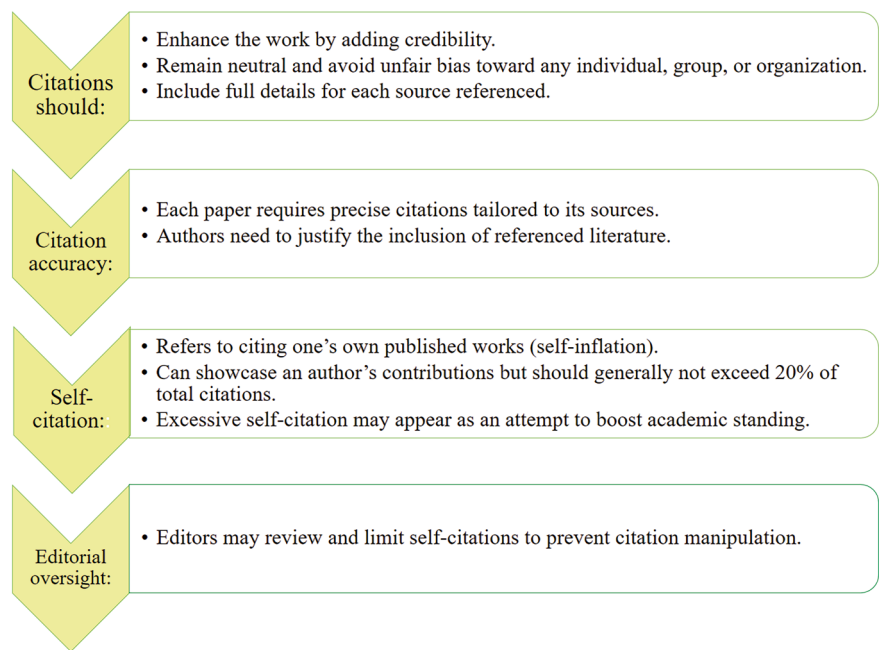 Citations
should:
• Enhance the work by adding credibility.
• Remain neutral and avoid unfair bias toward any individual, group, or organization.
• Include full details for each source referenced.
Citation
accuracy:
• Each paper requires precise citations tailored to its sources.
• Authors need to justify the inclusion of referenced literature.
Self-
citation:
• Refers to citing one’s own published works (self-inflation).
• Can showcase an author’s contributions but should generally not exceed 20% of
total citations.
• Excessive self-citation may appear as an attempt to boost academic standing.
Editorial
oversight:
• Editors may review and limit self-citations to prevent citation manipulation.